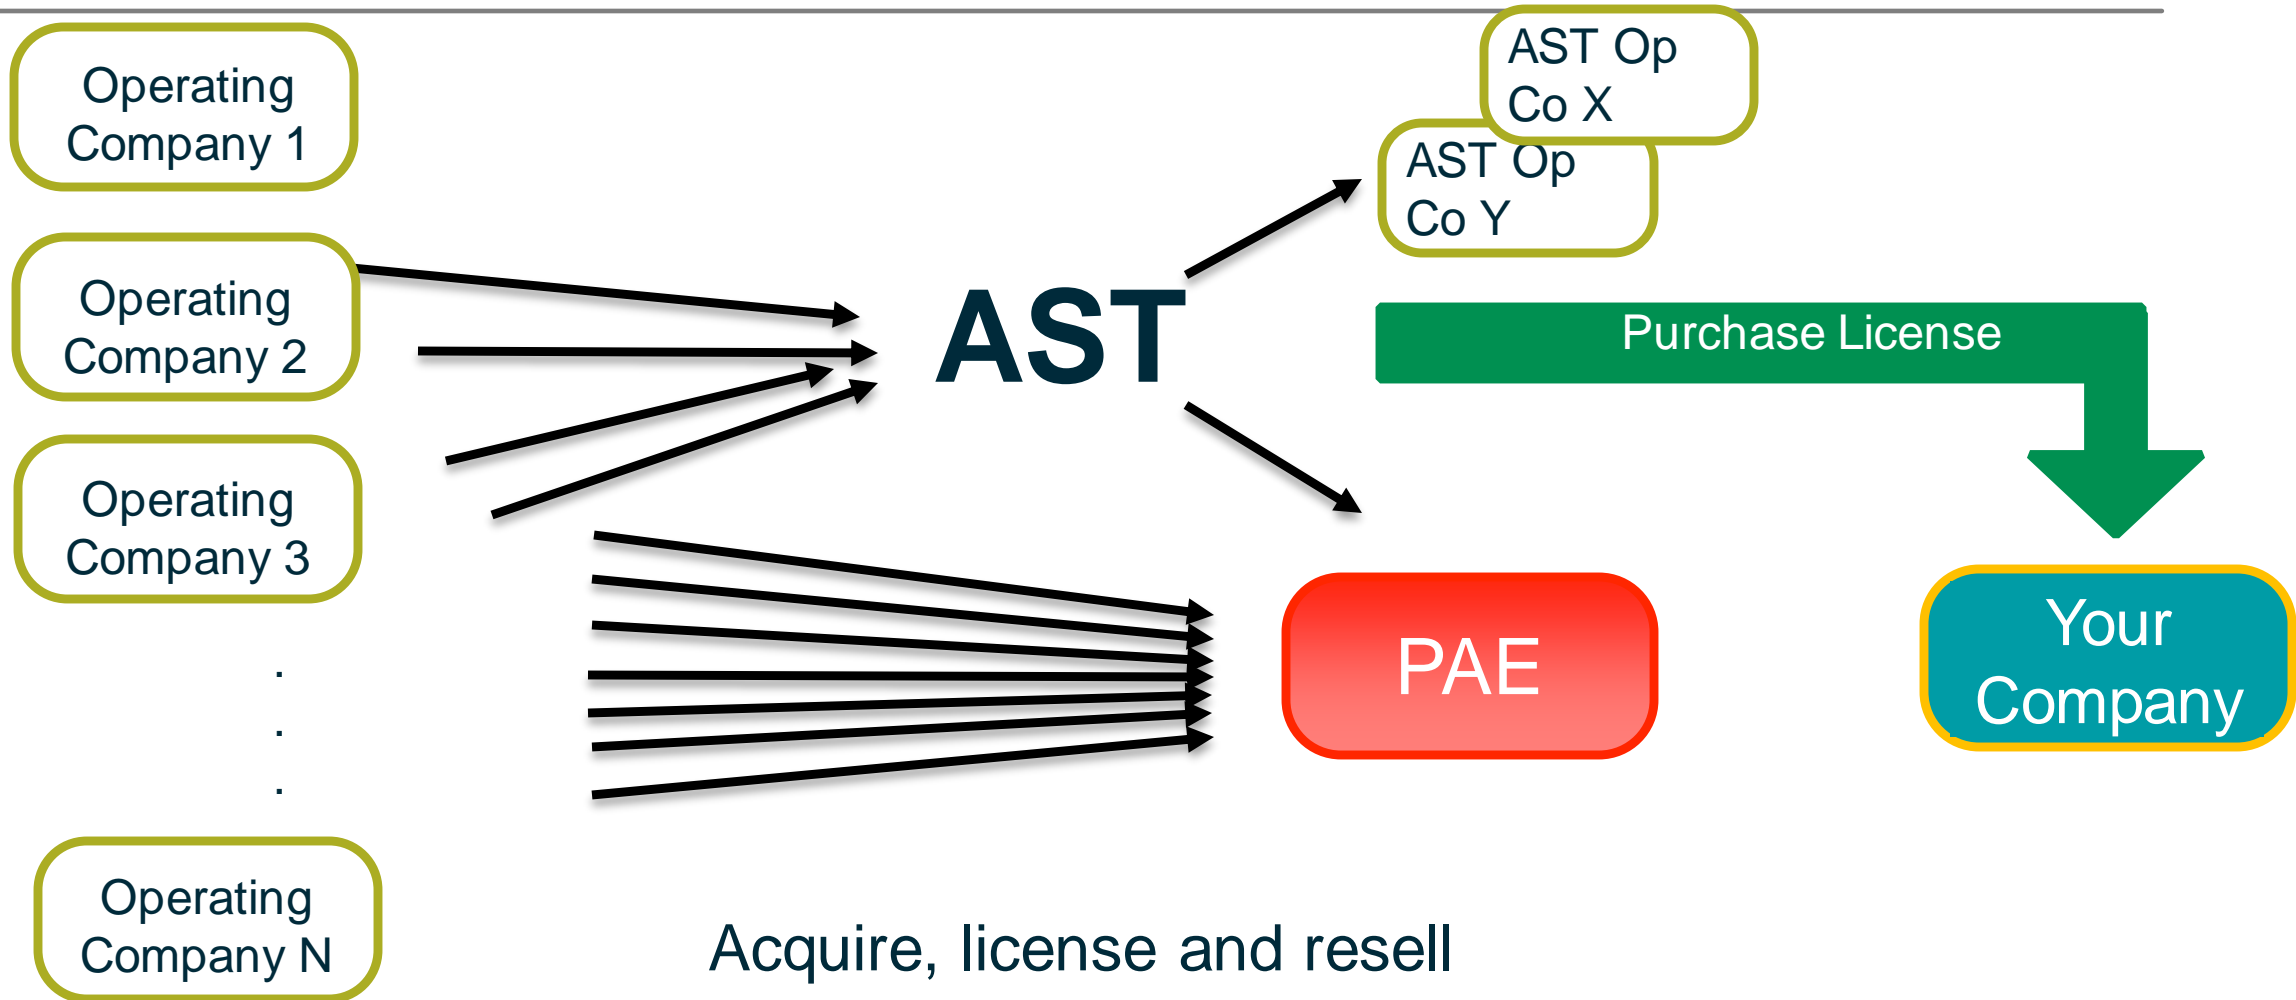 Operating
Company 1
AST Op
Co X
AST Op
Co Y
Operating
Company 2
AST
Purchase License
Operating
Company 3
.
.
.
PAE
Your
Company
Operating
Company N
Acquire, license and resell